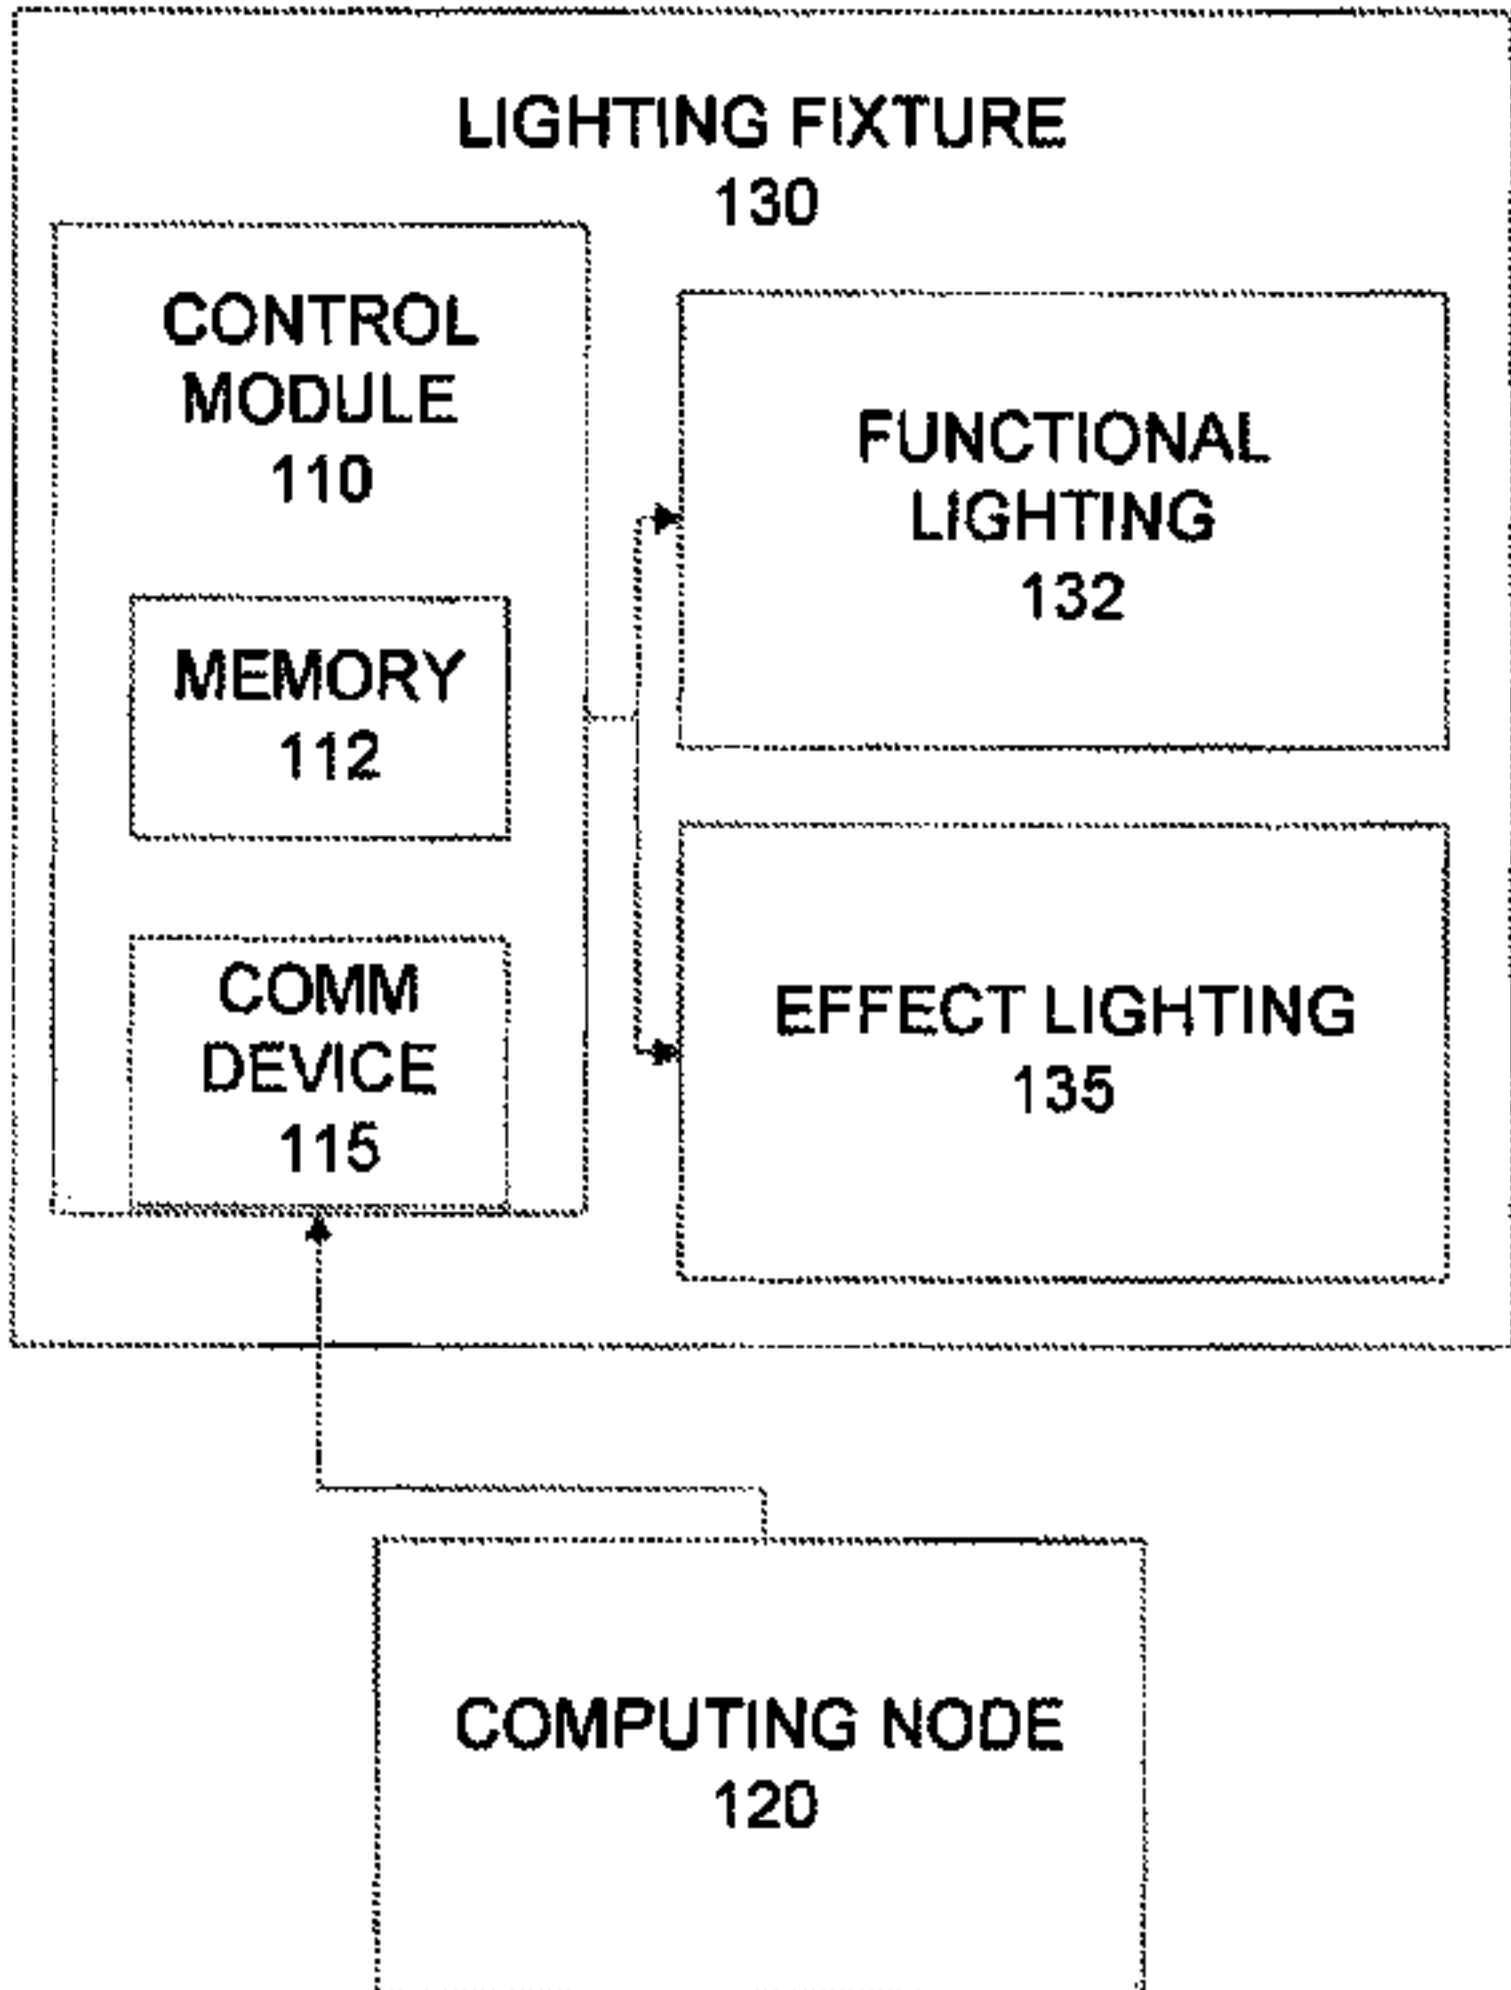 LIGHTING FIXTURE
130
CONTROL
MODULE
110
MEMORY
112
COMM
DEVICE
115
FUNCTIONAL
LIGHTING
132
EFFECT LIGHTING
135
COMPUTING NODE
120